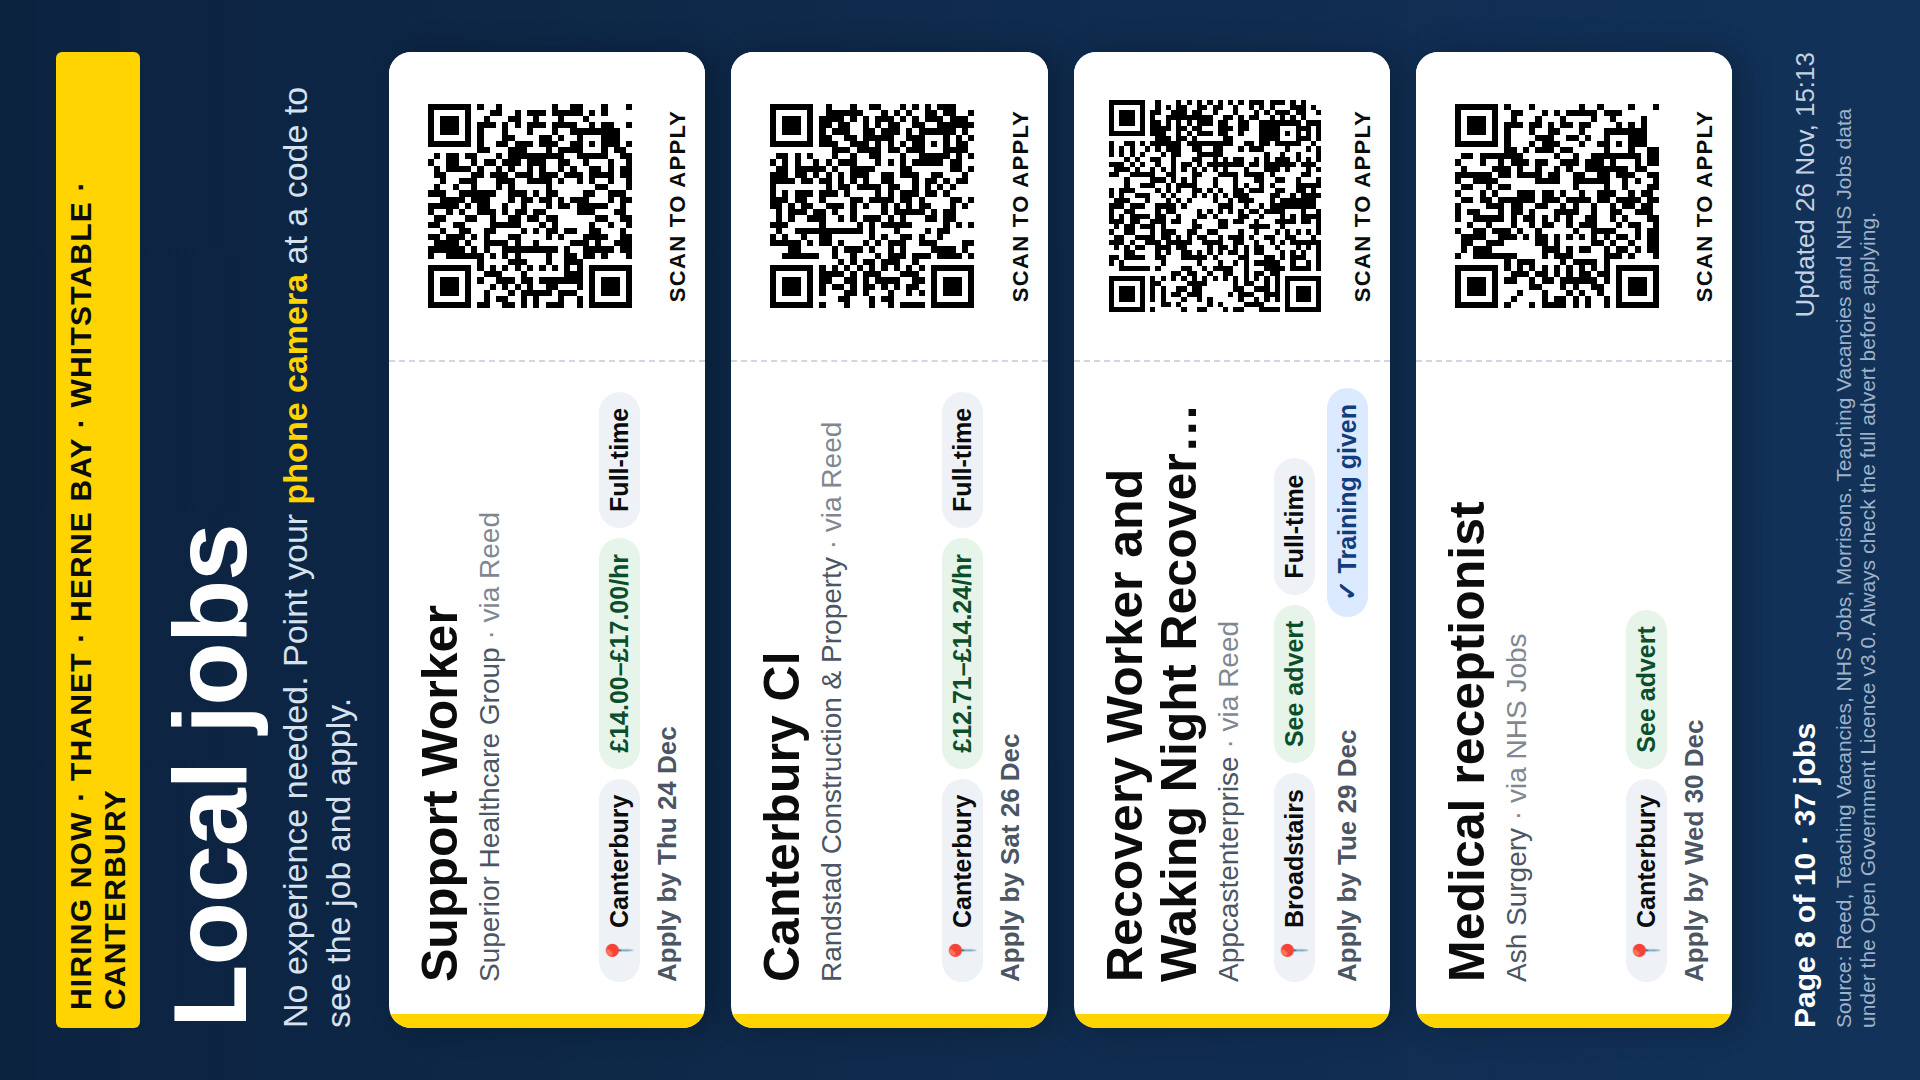 HIRING NOW · THANET · HERNE BAY · WHITSTABLE ·
CANTERBURY
Local jobs
No experience needed. Point your phone camera at a code to
see the job and apply.
Support Worker
Superior Healthcare Group · via Reed
📍 Canterbury
£14.00–£17.00/hr
Full-time
Apply by Thu 24 Dec
SCAN TO APPLY
Canterbury CI
Randstad Construction & Property · via Reed
📍 Canterbury
£12.71–£14.24/hr
Full-time
Apply by Sat 26 Dec
SCAN TO APPLY
Recovery Worker and
Waking Night Recover…
Appcastenterprise · via Reed
📍 Broadstairs
See advert
Full-time
Apply by Tue 29 Dec
✓ Training given
SCAN TO APPLY
Medical receptionist
Ash Surgery · via NHS Jobs
📍 Canterbury
See advert
Apply by Wed 30 Dec
SCAN TO APPLY
Page 8 of 10 · 37 jobs
Updated 26 Nov, 15:13
Source: Reed, Teaching Vacancies, NHS Jobs, Morrisons. Teaching Vacancies and NHS Jobs data
under the Open Government Licence v3.0. Always check the full advert before applying.